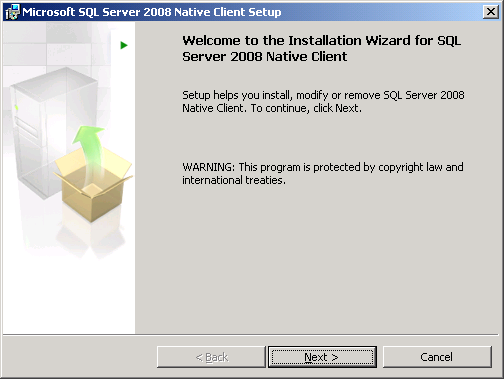 Microsoft SQL Server 2008 Native Client Setup
Welcome to the Installation Wizard for SQL
Server 2008 Native Client
Setup helps you install, modify or remove SQL Server 2008
Native Client. To continue, click Next.
WARNING: This program is protected by copyright law and
international treaties.
< Back
Next >
Cancel